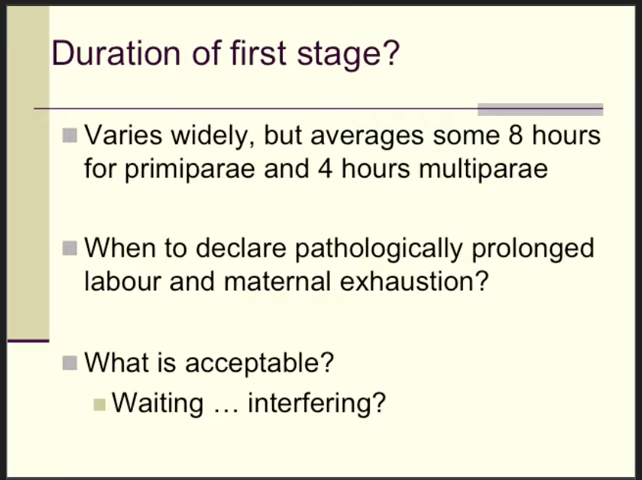 Duration of first stage?
Varies widely, but averages some 8 hours
for primiparae and 4 hours multiparae
When to declare pathologically prolonged
labour and maternal exhaustion?
What is acceptable?
Waiting … interfering?